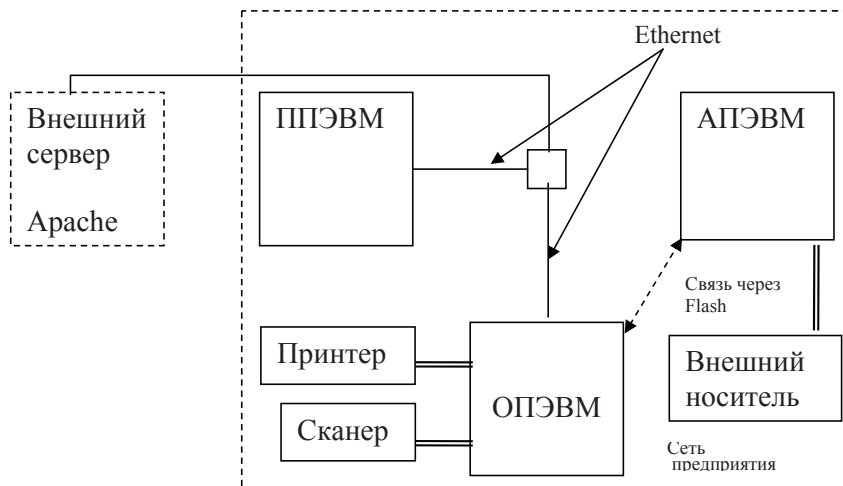 Ethernet
Внешний
сервер
Apache
ППЭВМ
АПЭВМ
Связь через
Flash
Принтер
Сканер
ОПЭВМ
Внешний
носитель
Сеть
предприятия